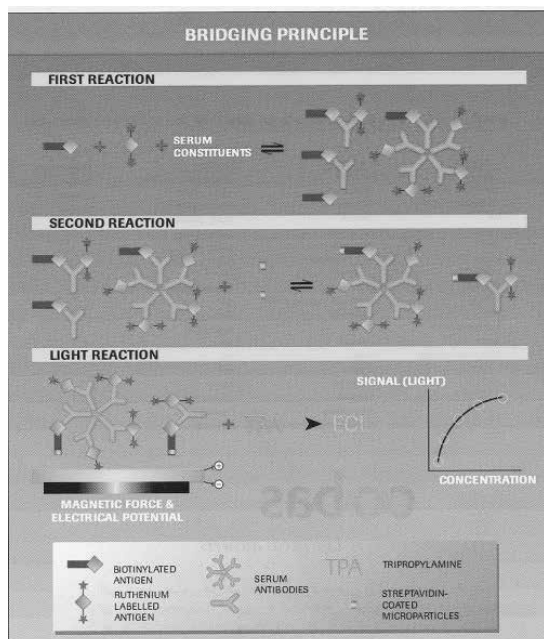 BRIDGING PRINCIPLE
FIRST REACTION
SERUM
CONSTITUENTS
SECOND REACTION
LIGHT REACTION
SIGNAL (LIGHT)
TPA
ECL
CONCENTRATION
MAGNETIC FORCE &
ELECTRICAL POTENTIAL
cobas
BIOTINYLATED
ANTIGEN
RUTHENIUM
LABELLED
ANTIGEN
SERUM
ANTIBODIES
TPA
TRIPROPYLAMINE
STREPTAVIDIN-
COATED
MICROPARTICLES